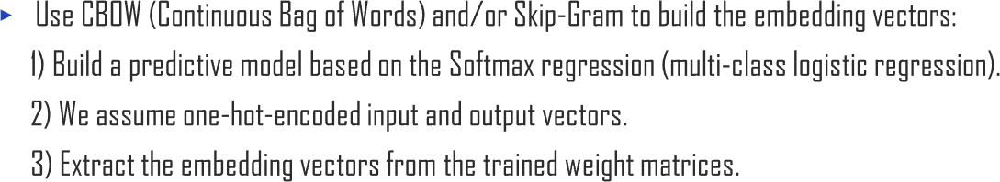 ► Use CBOW (Continuous Bag of Words) and/or Skip-Gram to build the embedding vectors:
1) Build a predictive model based on the Softmax regression (multi-class logistic regression).
2) We assume one-hot-encoded input and output vectors.
3) Extract the embedding vectors from the trained weight matrices.